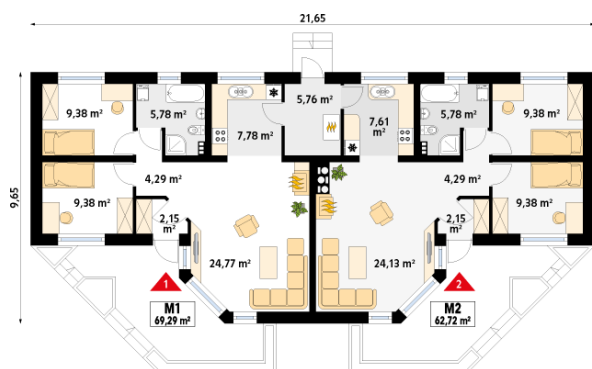 21,65
9,65
9,38 m²
5,78 m²
7,78 m²
5,76 m²
7,61
m²
5,78 m²
9,38 m²
9,38 m²
4,29 m²
2,15
m²
24,77 m²
24,13 m²
4,29 m²
2,15
m²
9,38 m²
1
M1
69,29 m²
2
M2
62,72 m²